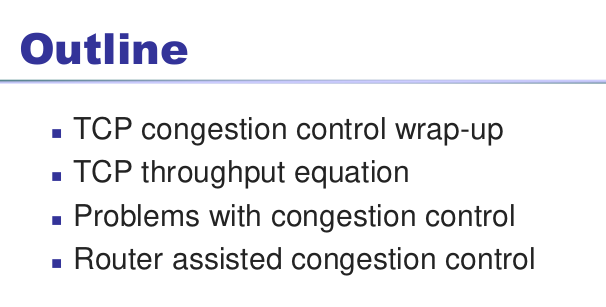 Outline
TCP congestion control wrap-up
TCP throughput equation
Problems with congestion control
Router assisted congestion control